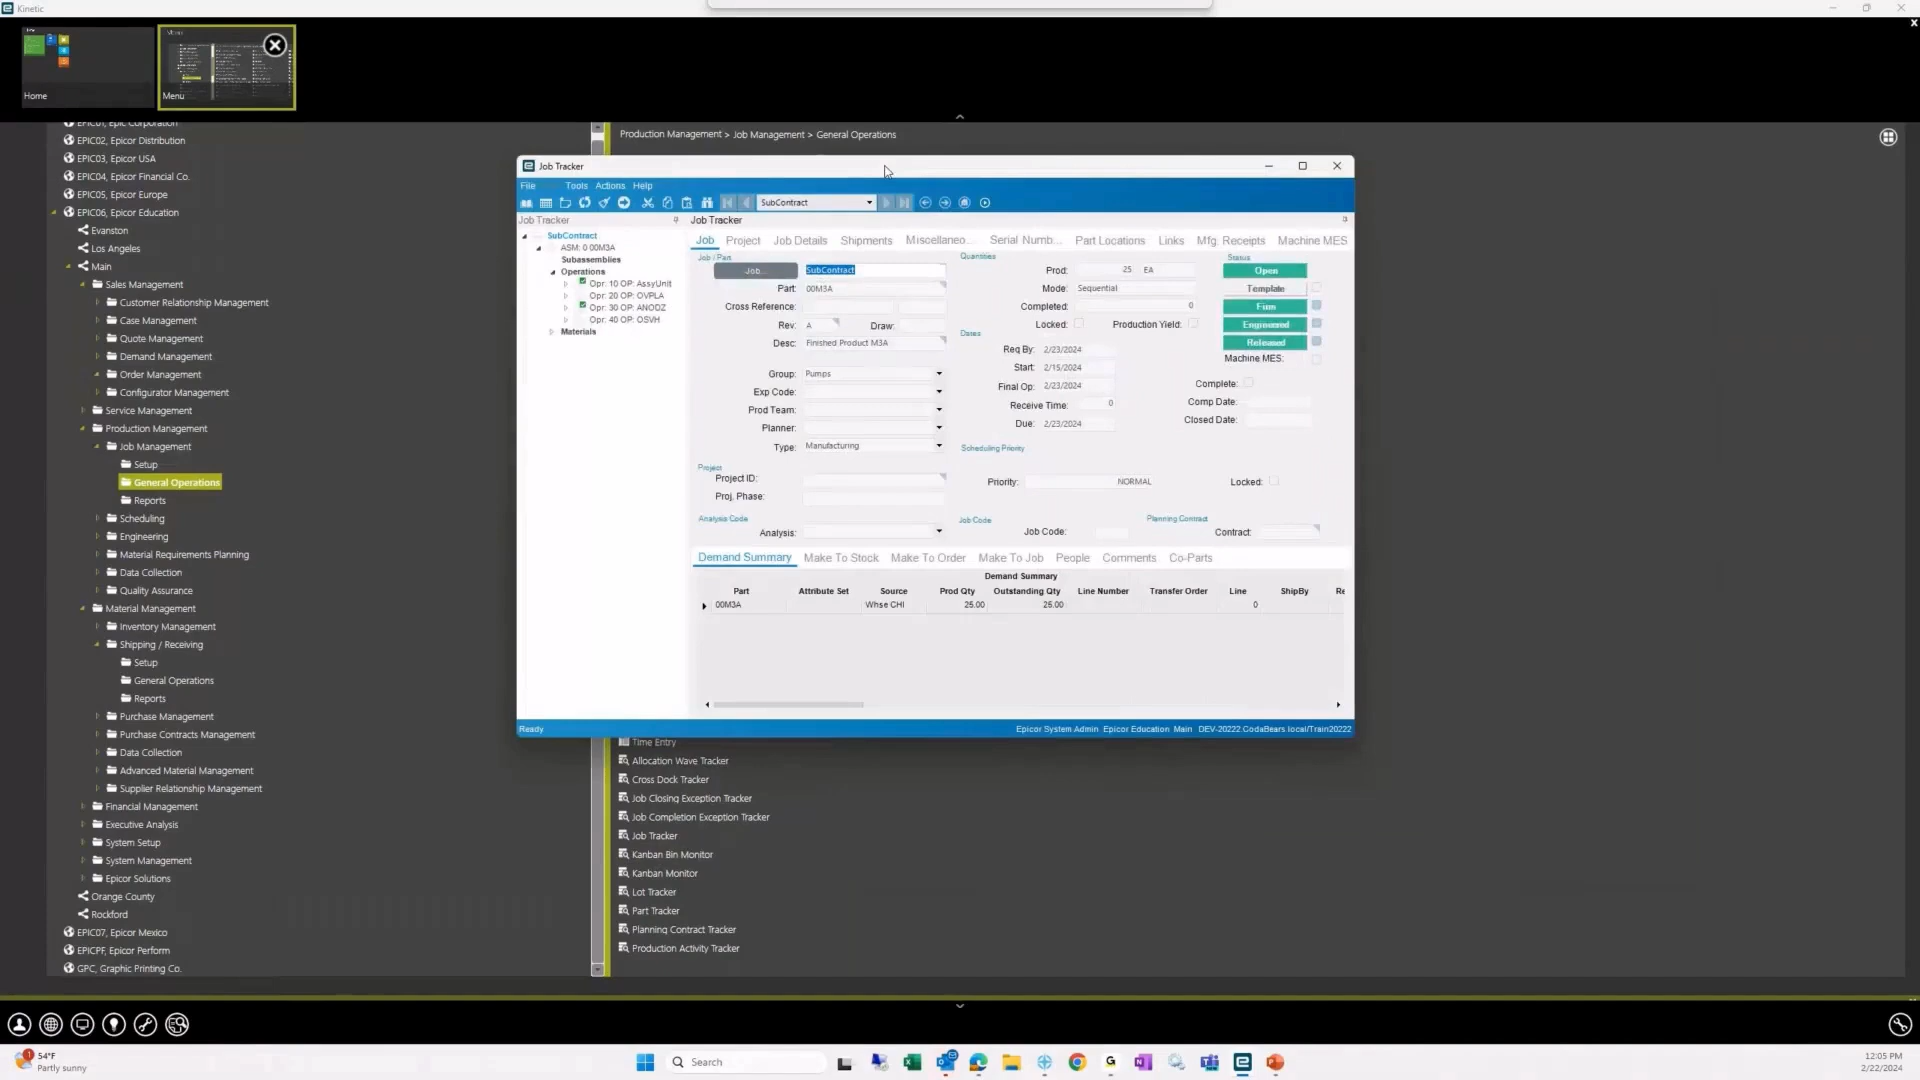 Kinetic
Home
Menu
EPIC01, Epic Corporation
EPIC02, Epicor Distribution
EPIC03, Epicor USA
EPIC04, Epicor Financial Co.
EPIC05, Epicor Europe
EPIC06, Epicor Education
Evanston
Los Angeles
Main
Sales Management
Customer Relationship Management
Case Management
Quote Management
Demand Management
Order Management
Configurator Management
Service Management
Production Management
Job Management
Setup
General Operations
Reports
Scheduling
Engineering
Material Requirements Planning
Data Collection
Quality Assurance
Material Management
Inventory Management
Shipping / Receiving
Setup
General Operations
Reports
Purchase Management
Purchase Contracts Management
Data Collection
Advanced Material Management
Supplier Relationship Management
Financial Management
Executive Analysis
System Setup
System Management
Epicor Solutions
Orange County
Rockford
EPIC07, Epicor Mexico
EPICPF, Epicor Perform
GPC, Graphic Printing Co.
Production Management > Job Management > General Operations
Job Tracker
File Tools Actions Help
SubContract
Job Tracker
SubContract
ASM: 0 00M3A
Subassemblies
Operations
Opr: 10 OP: AssyUnit
Opr: 20 OP: OVPLA
Opr: 30 OP: ANODZ
Opr: 40 OP: OSVH
Materials
Job Tracker
Job Project Job Details Shipments Miscellaneo... Serial Numb... Part Locations Links Mfg. Receipts Machine MES
Job / Part
Job... SubContract
Part: 00M3A
Cross Reference:
Rev: A Draw:
Desc: Finished Product M3A
Group: Pumps
Exp Code:
Prod Team:
Planner:
Type: Manufacturing
Project
Project ID:
Proj. Phase:
Analysis Code
Analysis:
Quantities
Prod: 25 EA
Mode: Sequential
Completed: 0
Locked: Production Yield:
Dates
Req By: 2/23/2024
Start: 2/15/2024
Final Op: 2/23/2024
Receive Time: 0
Due: 2/23/2024
Scheduling Priority
Priority: NORMAL Locked:
Job Code
Job Code:
Planning Contract
Contract:
Status
Open
Template
Firm
Engineered
Released
Machine MES:
Complete:
Comp Date:
Closed Date:
Demand Summary Make To Stock Make To Order Make To Job People Comments Co-Parts
Demand Summary
Part Attribute Set Source Prod Qty Outstanding Qty Line Number Transfer Order Line ShipBy Re
00M3A Whse CHI 25.00 25.00 0
Ready Epicor System Admin Epicor Education Main DEV-20222.CodaBears.local/Train20222
Time Entry
Allocation Wave Tracker
Cross Dock Tracker
Job Closing Exception Tracker
Job Completion Exception Tracker
Job Tracker
Kanban Bin Monitor
Kanban Monitor
Lot Tracker
Part Tracker
Planning Contract Tracker
Production Activity Tracker
1
54°F
Partly sunny
Search
12:05 PM
2/22/2024